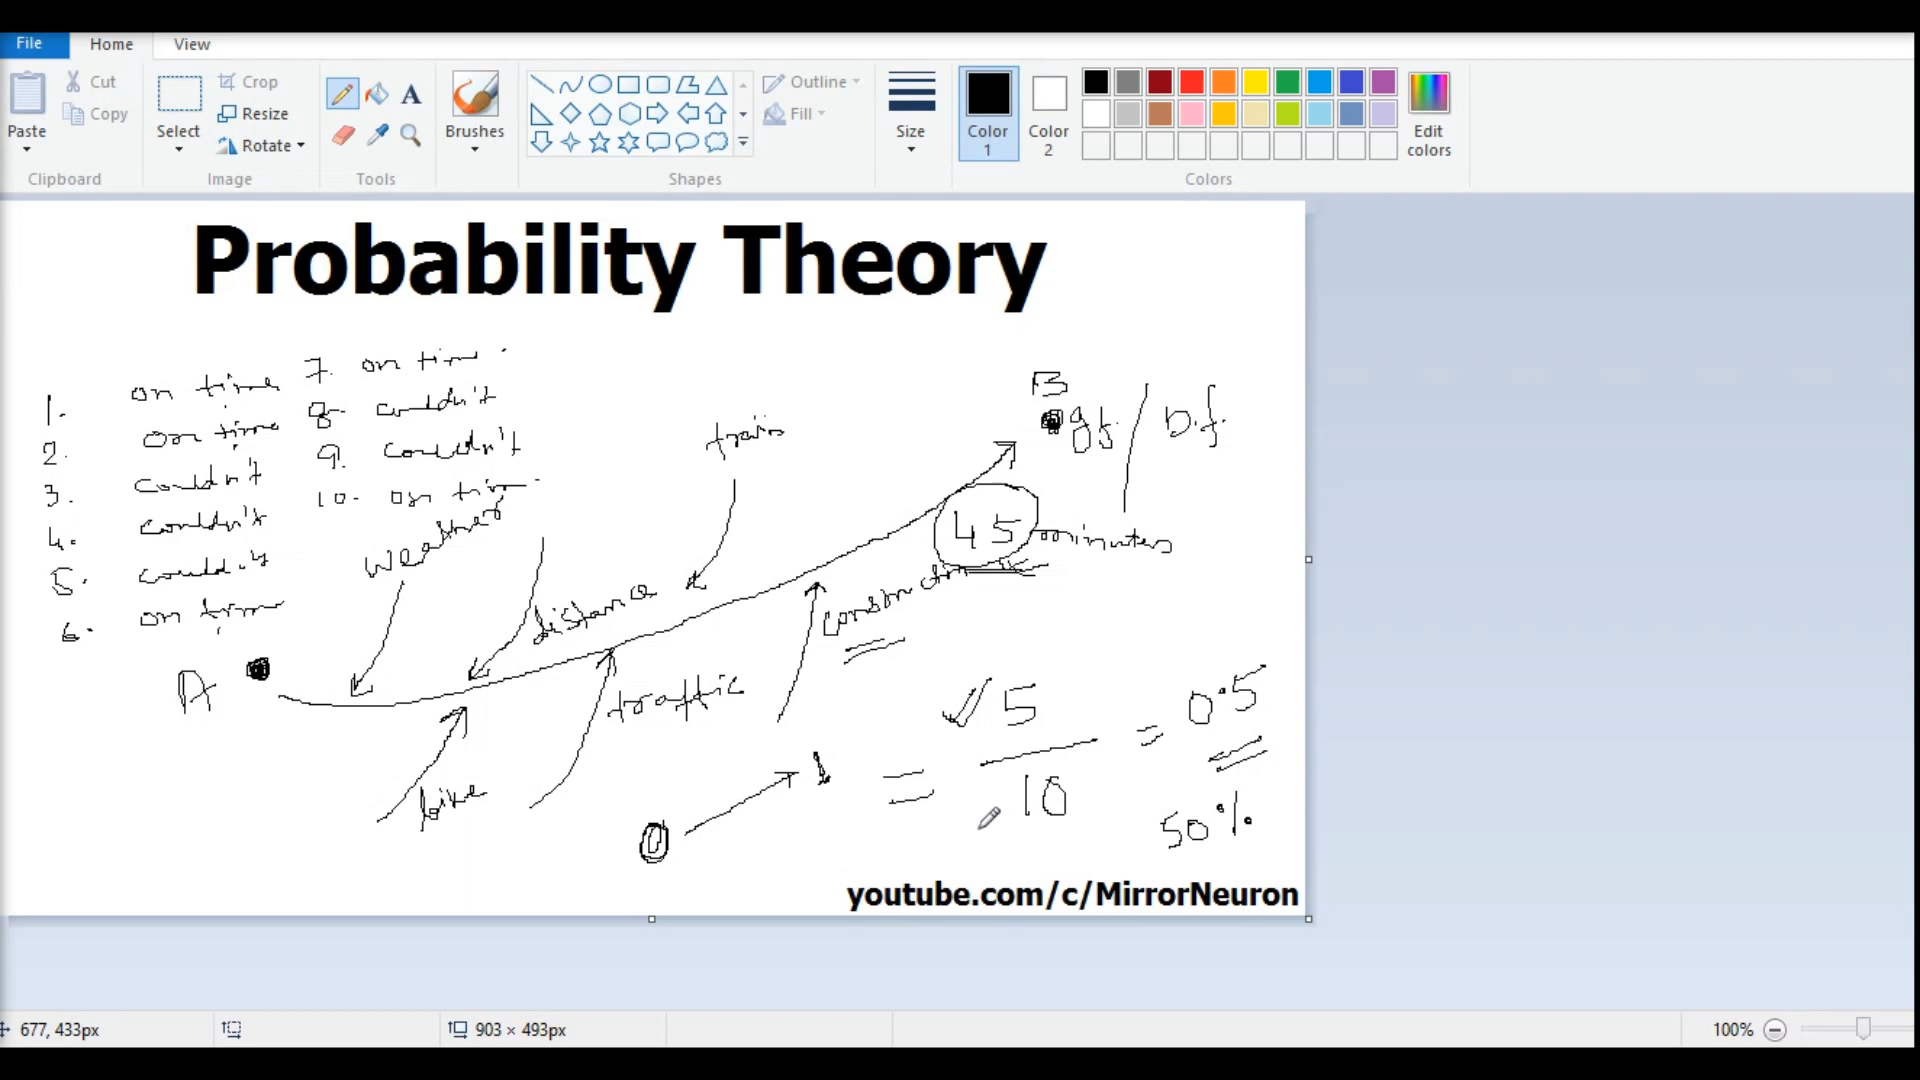 File Home View
Paste
Cut
Copy
Clipboard
Select
Crop
Resize
Rotate
Image
A
Tools
Brushes
Shapes
Outline
Fill
Size
Color 1
Color 2
Edit colors
Colors
Probability Theory
1. on time
2. on time
3. couldn't
4. couldn't
5. couldn't
6. on time
7. on time.
8. couldn't
9. couldn't
10. on time.
weather
distance
train
B
gf. / b.f.
45 minutes
construction
A
traffic
bike
0 → 1 = 5/10 = 0.5
50%
youtube.com/c/MirrorNeuron
677, 433px
903 × 493px
100%